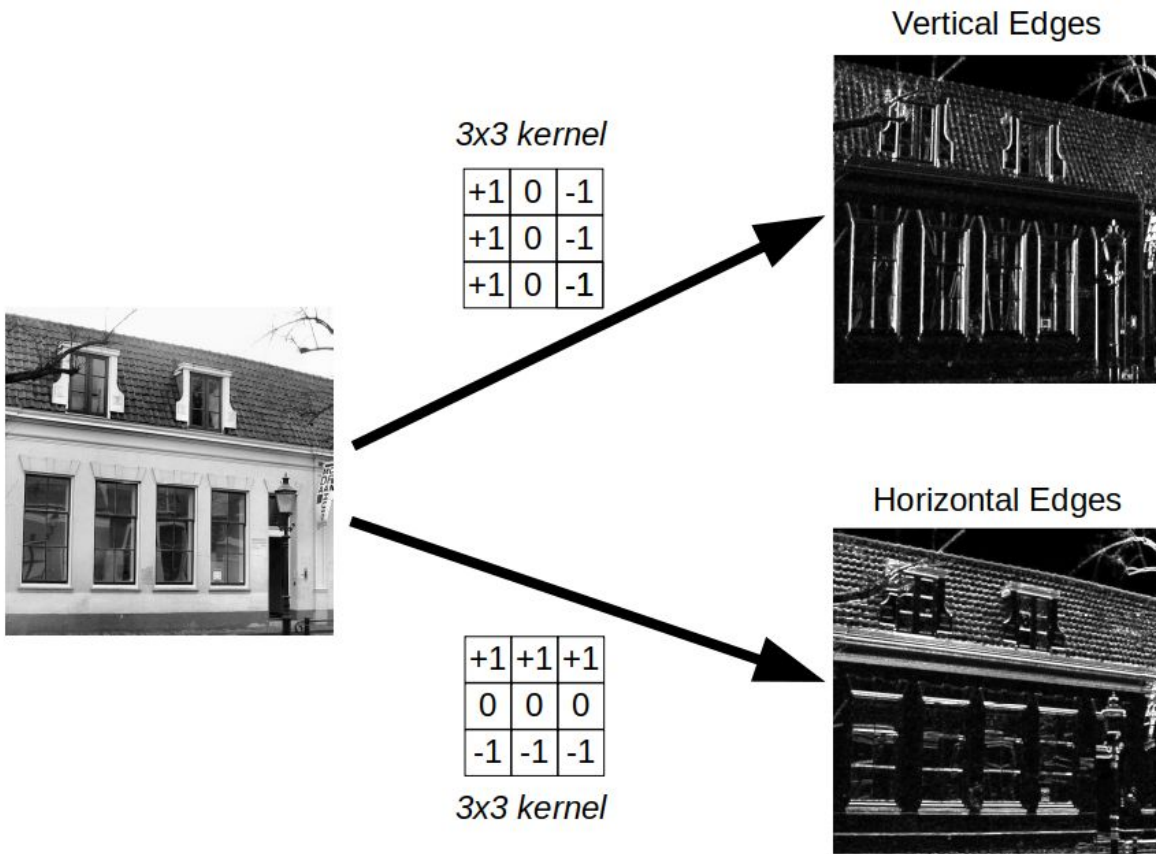 Vertical Edges
3x3 kernel
+1 0 -1
+1 0 -1
+1 0 -1
Horizontal Edges
+1 +1 +1
0 0 0
-1 -1 -1
3x3 kernel